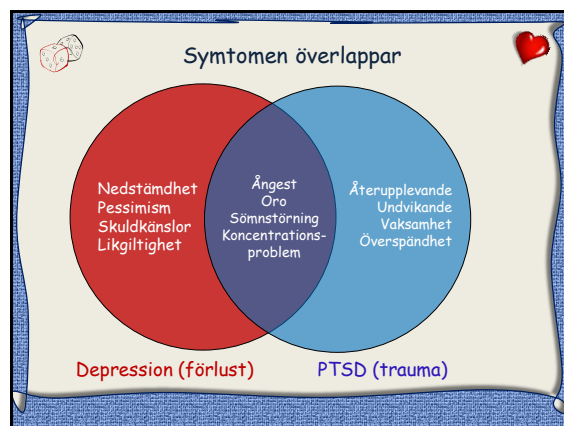 Symtomen överlappar
Nedstämdhet
Pessimism
Skuldkänslor
Likgiltighet
Ångest
Oro
Sömnstörning
Koncentrations-
problem
Återupplevande
Undvikande
Vaksamhet
Överspändhet
Depression (förlust)
PTSD (trauma)